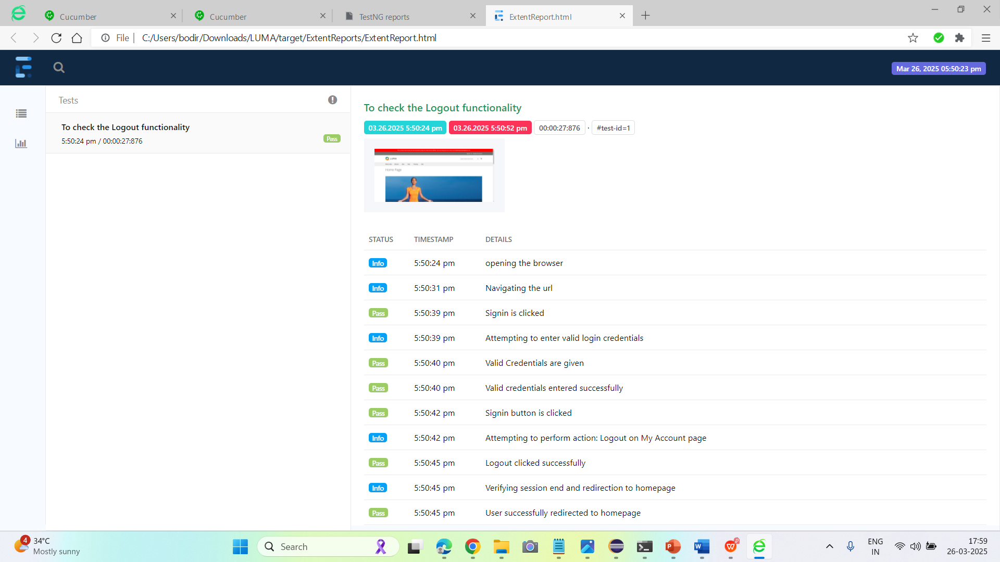 Cucumber
Cucumber
TestNG reports
ExtentReport.html
File | C:/Users/bodir/Downloads/LUMA/target/ExtentReports/ExtentReport.html
Mar 26, 2025 05:50:23 pm
Tests
To check the Logout functionality
5:50:24 pm / 00:00:27:876
Pass
To check the Logout functionality
03.26.2025 5:50:24 pm 03.26.2025 5:50:52 pm 00:00:27:876 · #test-id=1
LUMA
Home Page
STATUS TIMESTAMP DETAILS
Info 5:50:24 pm opening the browser
Info 5:50:31 pm Navigating the url
Pass 5:50:39 pm Signin is clicked
Info 5:50:39 pm Attempting to enter valid login credentials
Pass 5:50:40 pm Valid Credentials are given
Pass 5:50:40 pm Valid credentials entered successfully
Pass 5:50:42 pm Signin button is clicked
Info 5:50:42 pm Attempting to perform action: Logout on My Account page
Pass 5:50:45 pm Logout clicked successfully
Info 5:50:45 pm Verifying session end and redirection to homepage
Pass 5:50:45 pm User successfully redirected to homepage
4
34°C
Mostly sunny
Search
ENG
IN
17:59
26-03-2025